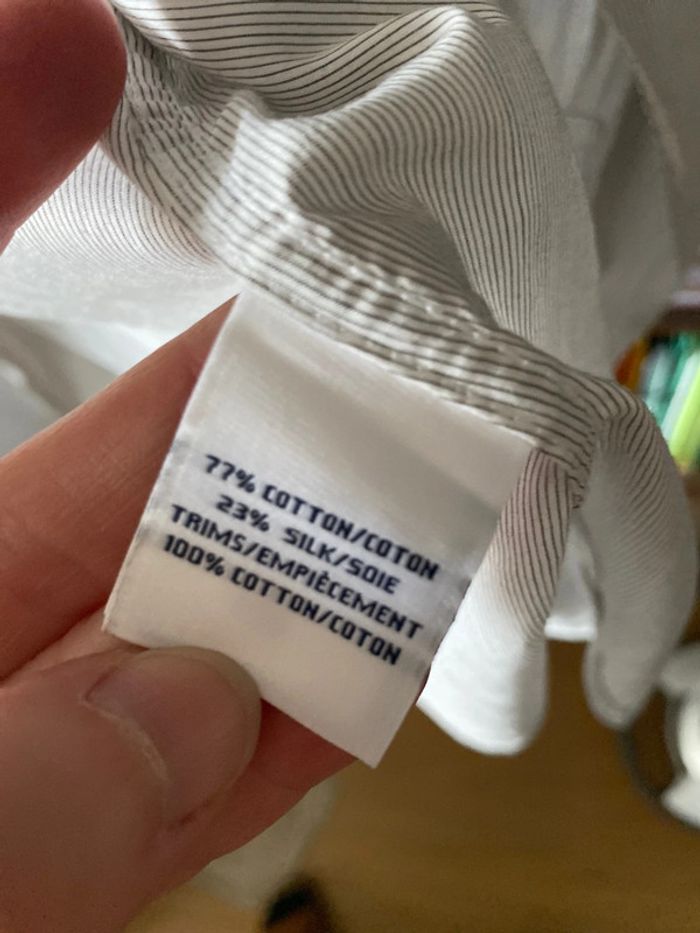 77% COTTON/COTON
23% SILK/SOIE
TRIMS/EMPIÈCEMENT
100% COTTON/COTON